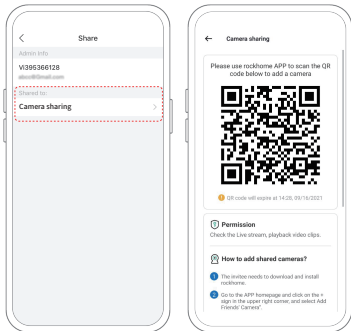 Share
Admin Info
Vi395366128
Shared to:
Camera sharing
Camera sharing
Please use rockhome APP to scan the QR
code below to add a camera
QR code will expire at 14:28, 09/16/2021
Permission
Check the Live stream, playback video clips.
How to add shared cameras?
1 The invitee needs to download and install
rockhome.
2 Go to the APP homepage and click on the +
sign in the upper right corner, and select Add
Friends' Camera".